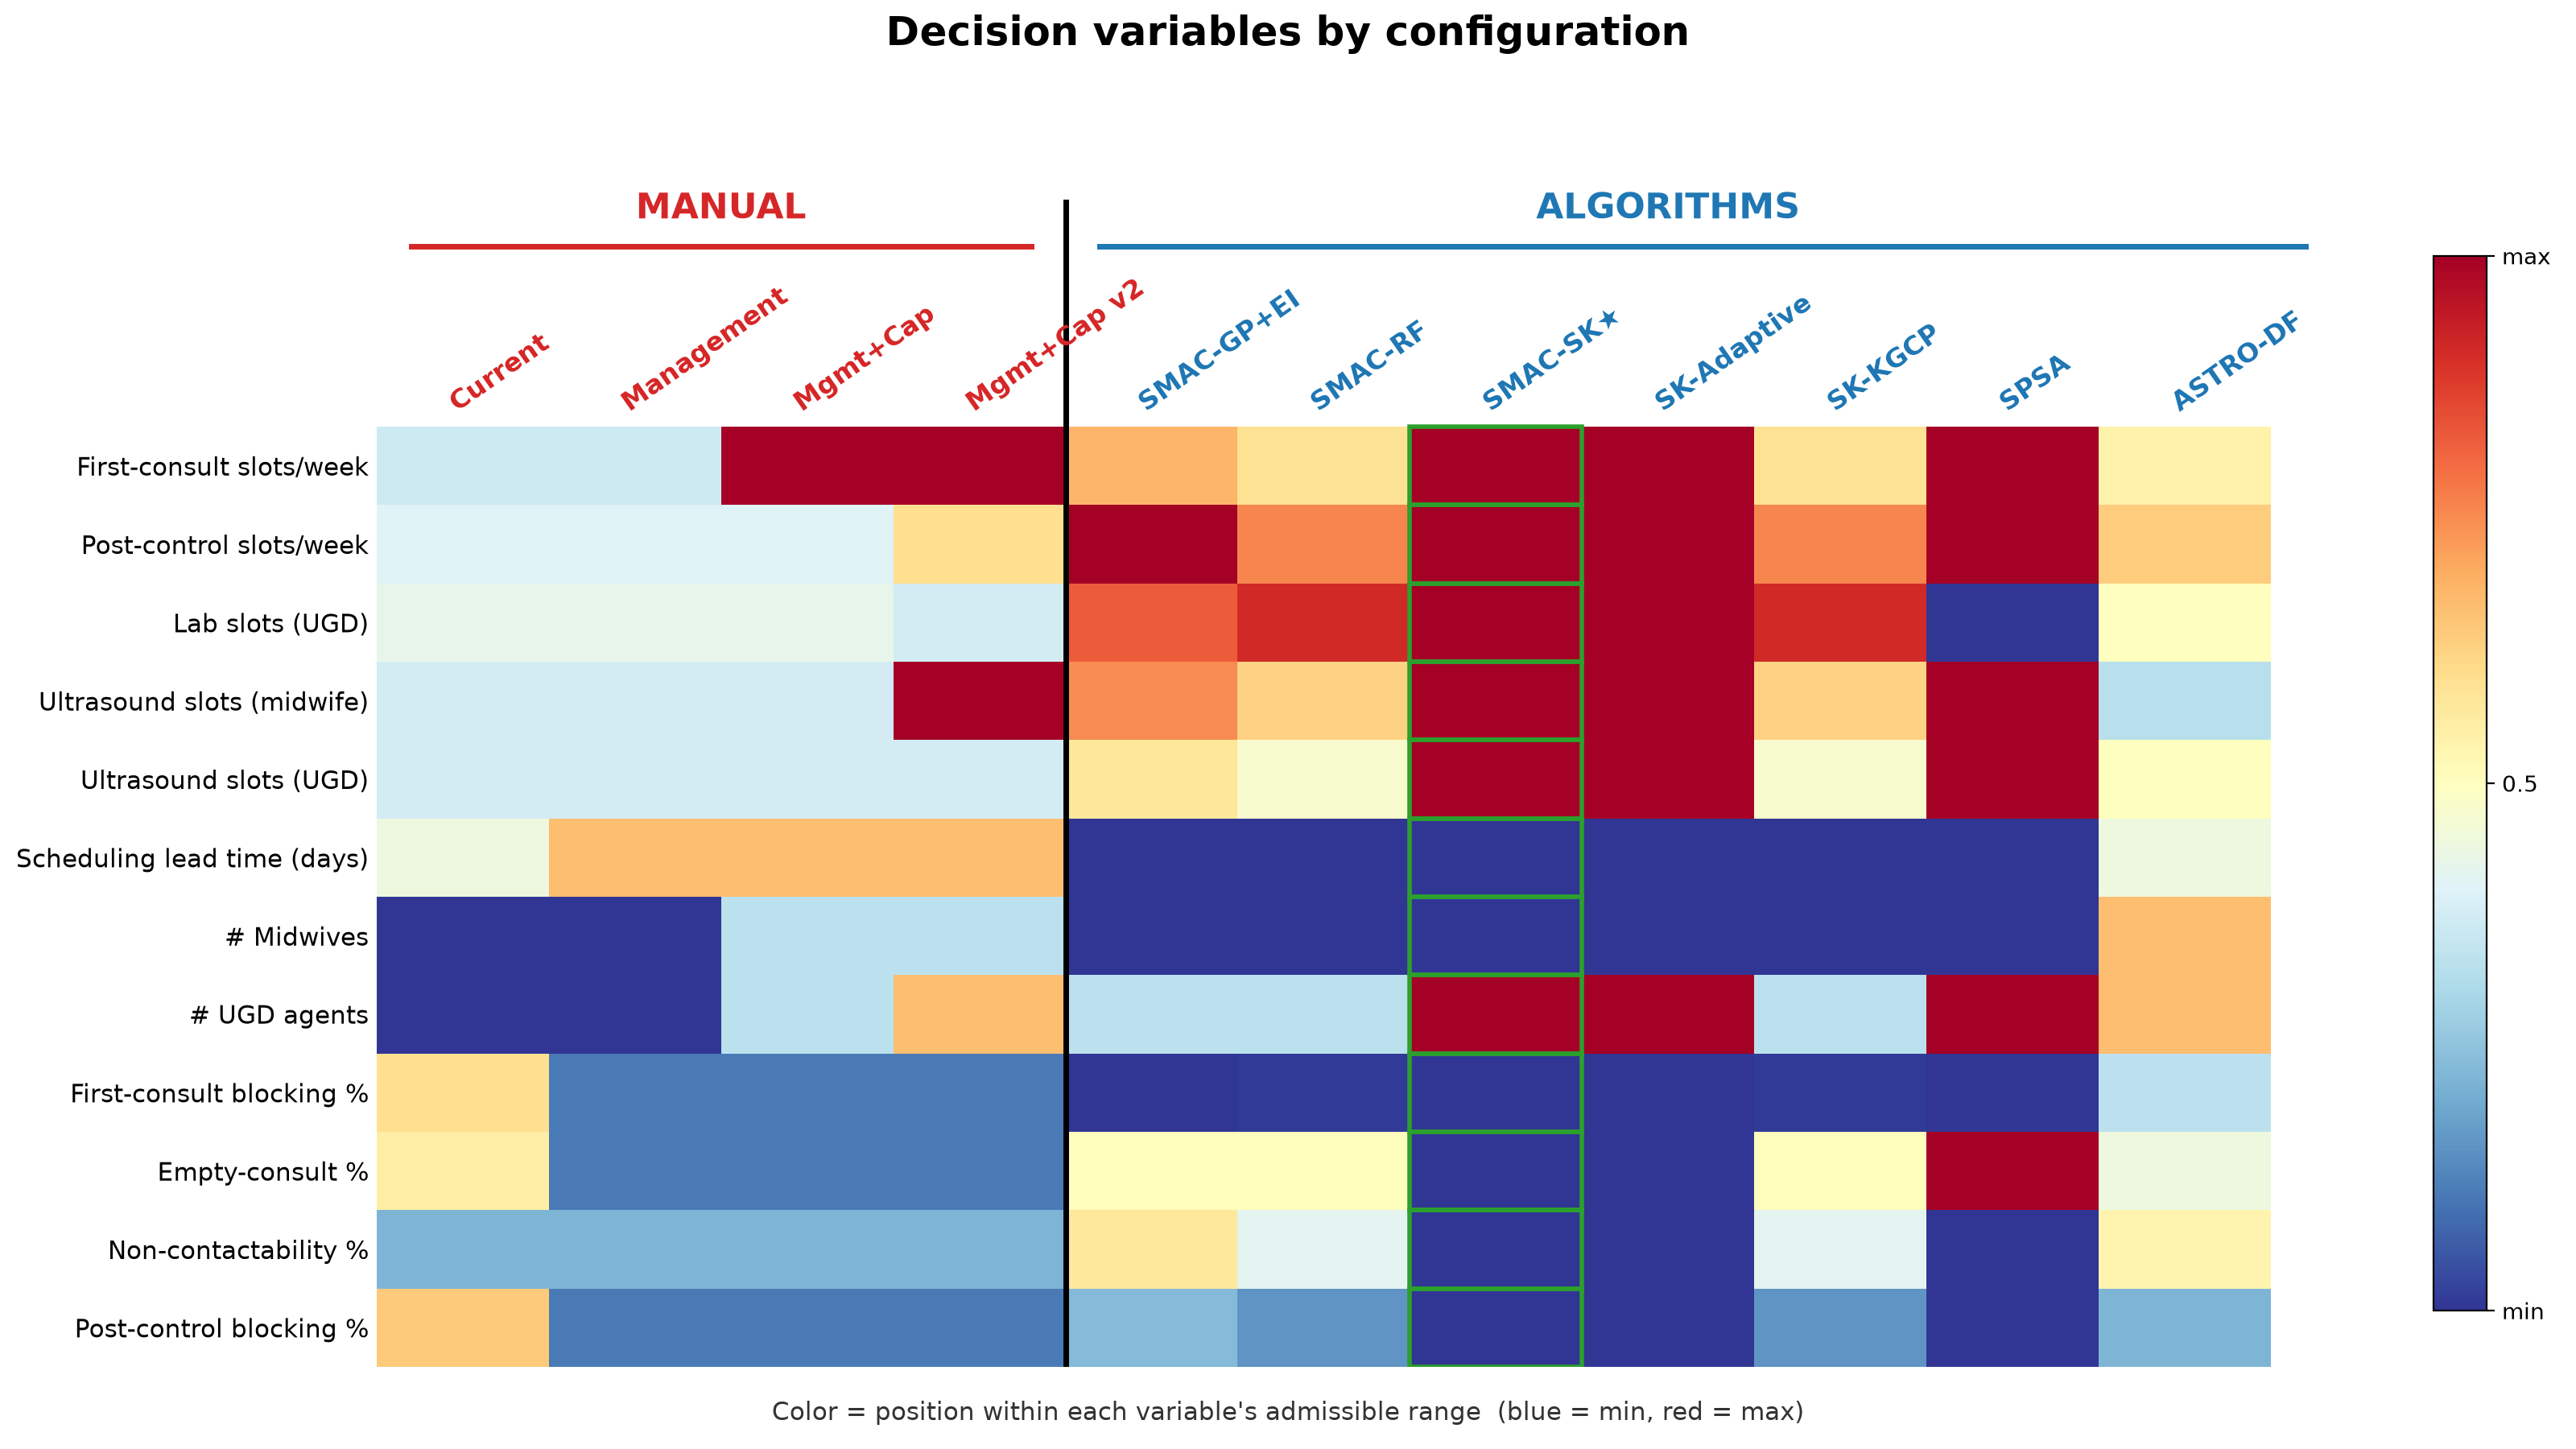 Decision variables by configuration
MANUAL
ALGORITHMS
Current
Management
Mgmt+Cap
Mgmt+Cap v2
SMAC-GP+EI
SMAC-RF
SMAC-SK★
SK-Adaptive
SK-KGCP
SPSA
ASTRO-DF
First-consult slots/week
Post-control slots/week
Lab slots (UGD)
Ultrasound slots (midwife)
Ultrasound slots (UGD)
Scheduling lead time (days)
# Midwives
# UGD agents
First-consult blocking %
Empty-consult %
Non-contactability %
Post-control blocking %
max
0.5
min
Color = position within each variable's admissible range  (blue = min, red = max)